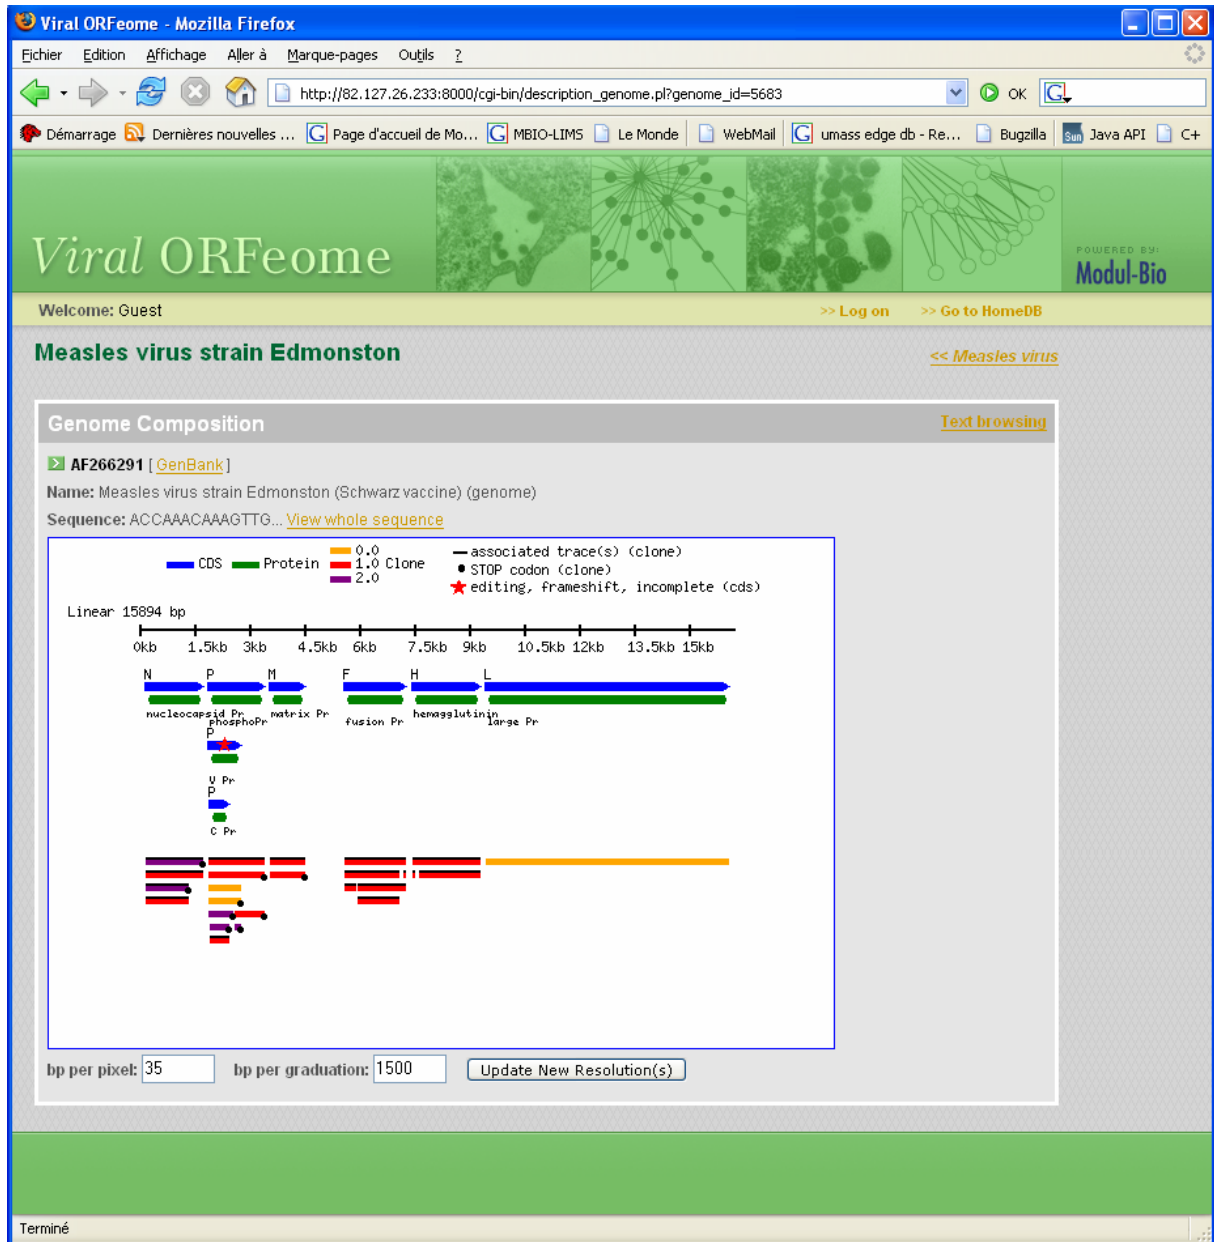 Viral ORFeome - Mozilla Firefox
Fichier Edition Affichage Aller à Marque-pages Outils ?
http://82.127.26.233:8000/cgi-bin/description_genome.pl?genome_id=5683 OK G
Démarrage Dernières nouvelles ... G Page d'accueil de Mo... G MBIO-LIMS Le Monde WebMail G umass edge db - Re... Bugzilla Sun Java API C+
Viral ORFeome
POWERED BY:
Modul-Bio
Welcome: Guest >> Log on >> Go to HomeDB
Measles virus strain Edmonston << Measles virus
Genome Composition Text browsing
AF266291 [ GenBank ]
Name: Measles virus strain Edmonston (Schwarz vaccine) (genome)
Sequence: ACCAAACAAAGTTG... View whole sequence
0.0 associated trace(s) (clone)
CDS Protein 1.0 Clone STOP codon (clone)
2.0 editing, frameshift, incomplete (cds)
Linear 15894 bp
0kb 1.5kb 3kb 4.5kb 6kb 7.5kb 9kb 10.5kb 12kb 13.5kb 15kb
N P M F H L
nucleocapsid Pr phosphoPr matrix Pr fusion Pr hemagglutinin large Pr
P
V Pr
P
C Pr
bp per pixel: 35 bp per graduation: 1500 Update New Resolution(s)
Terminé